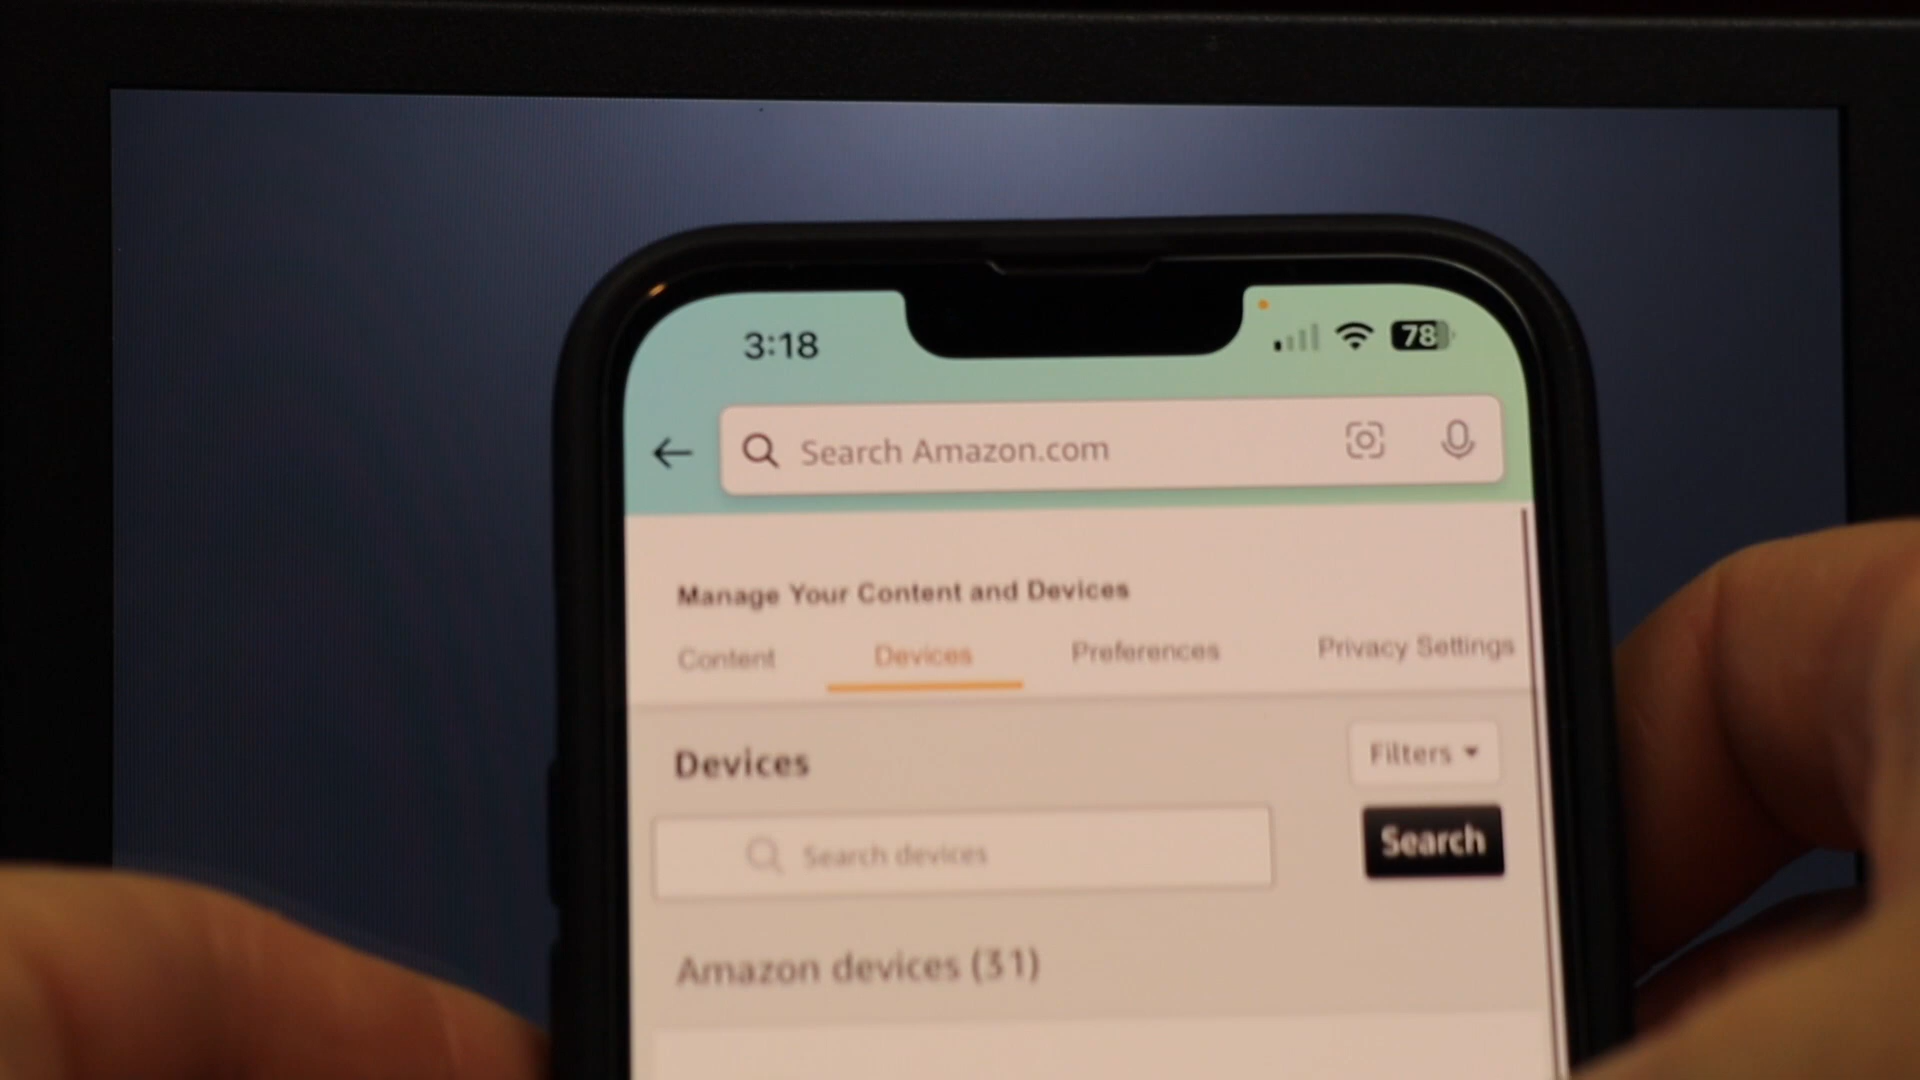 3:18
78
Search Amazon.com
Manage Your Content and Devices
Content Devices Preferences Privacy Settings
Devices
Filters
Search devices
Search
Amazon devices (31)